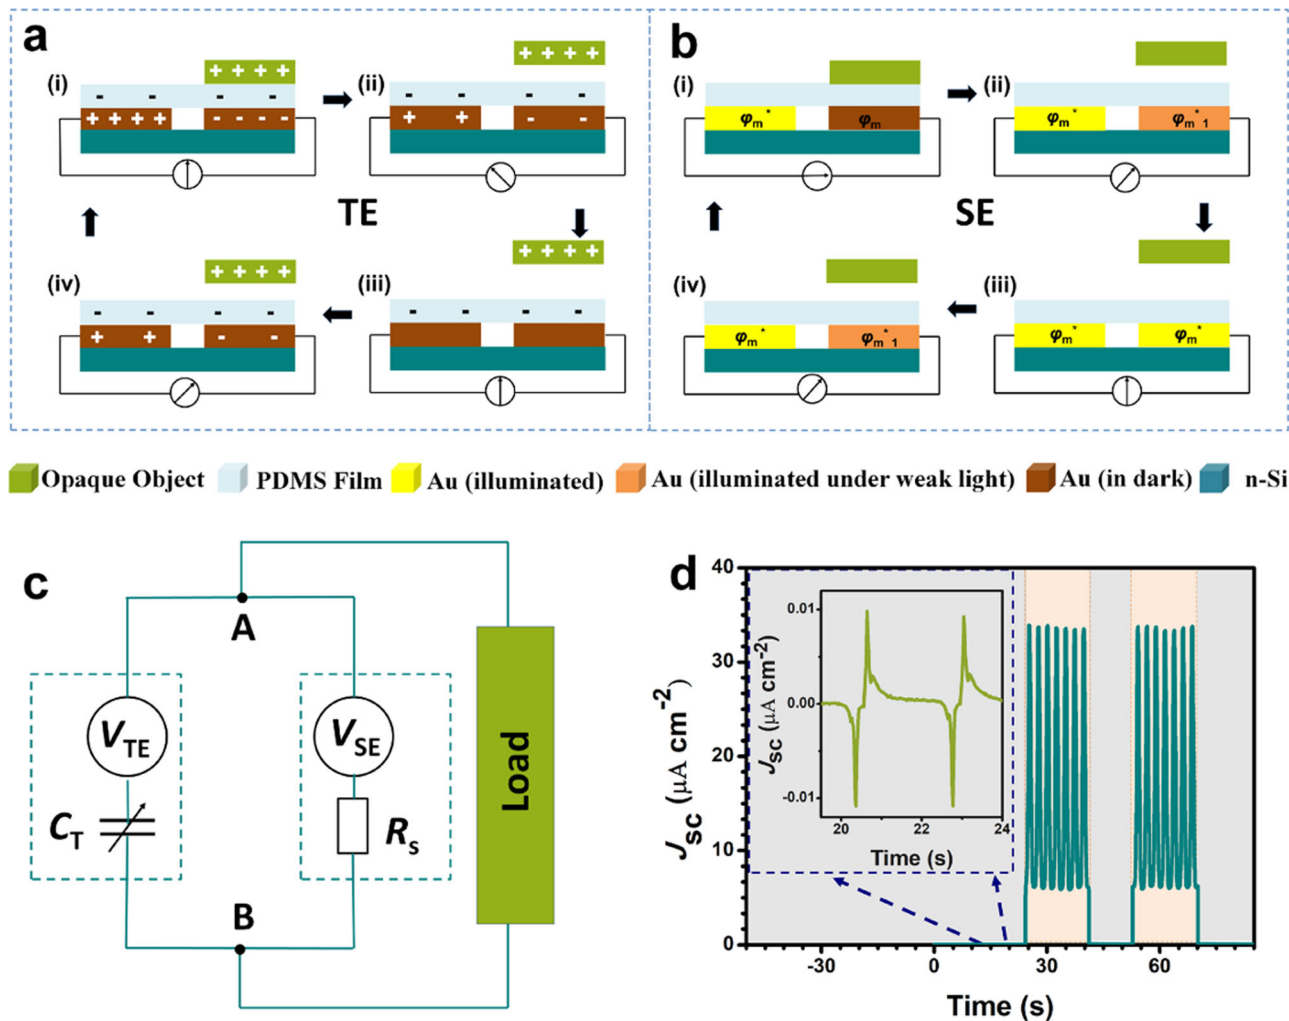 a
(i)
+ + + +
- - - -
+ + + +
- - - -
(ii)
+ + + +
- - - -
+ +
- -
TE
(iv)
+ + + +
- - - -
+ +
- -
(iii)
+ + + +
- - - -
b
(i)
φm*
φm
(ii)
φm*
φm*1
SE
(iv)
φm*
φm*1
(iii)
φm*
φm*
Opaque Object PDMS Film Au (illuminated) Au (illuminated under weak light) Au (in dark) n-Si
c
A
VTE
VSE
CT
Rs
Load
B
d
Jsc (μA cm-2)
40
30
20
10
0
-30 0 30 60
Time (s)
Jsc (μA cm-2)
0.01
0.00
-0.01
20 22 24
Time (s)